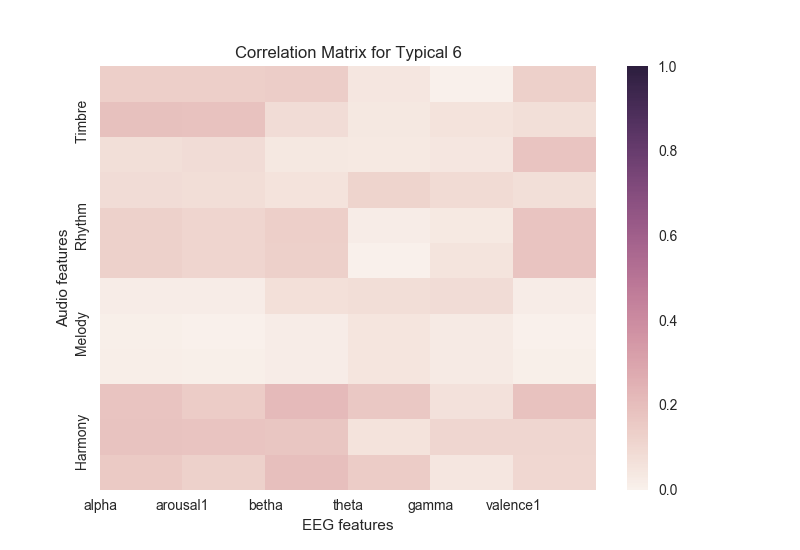 Correlation Matrix for Typical 6
Audio features
Timbre
Rhythm
Melody
Harmony
alpha
arousal1
betha
theta
gamma
valence1
EEG features
1.0
0.8
0.6
0.4
0.2
0.0